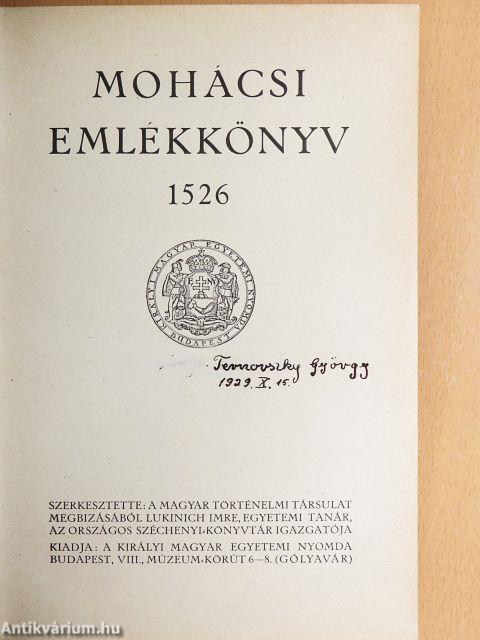 MOHÁCSI
EMLÉKKÖNYV
1526
KIRÁLYI MAGYAR EGYETEMI NYOMDA BUDAPEST
E NY
Ternovszky György
1929. X. 15.
SZERKESZTETTE: A MAGYAR TÖRTÉNELMI TÁRSULAT
MEGBIZÁSÁBÓL LUKINICH IMRE, EGYETEMI TANÁR,
AZ ORSZÁGOS SZÉCHENYI-KÖNYVTÁR IGAZGATÓJA
KIADJA: A KIRÁLYI MAGYAR EGYETEMI NYOMDA
BUDAPEST, VIII., MÚZEUM-KÖRÚT 6–8. (GÓLYAVÁR)
Antikvárium.hu